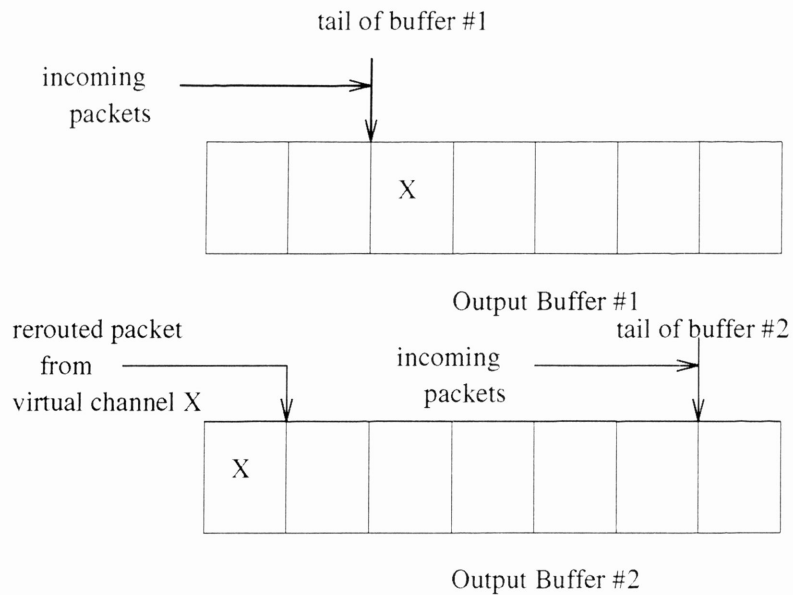 tail of buffer #1
incoming
packets
X
Output Buffer #1
rerouted packet
from
virtual channel X
incoming
packets
tail of buffer #2
X
Output Buffer #2